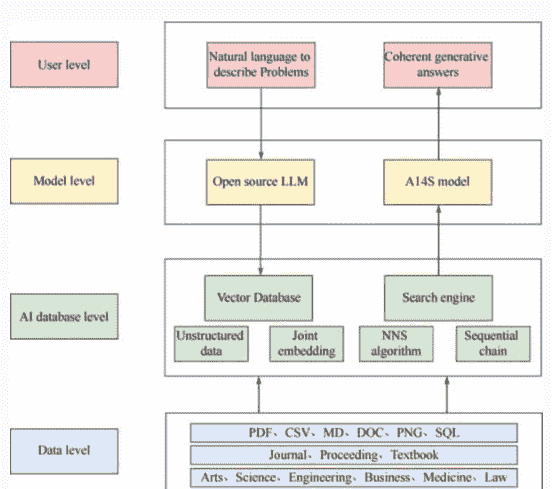 User level
Natural language to
describe Problems
Coherent generative
answers
Model level
Open source LLM
A14S model
AI database level
Vector Database
Search engine
Unstructured
data
Joint
embedding
NNS
algorithm
Sequential
chain
Data level
PDF、CSV、MD、DOC、PNG、SQL
Journal、Proceeding、Textbook
Arts、Science、Engineering、Business、Medicine、Law